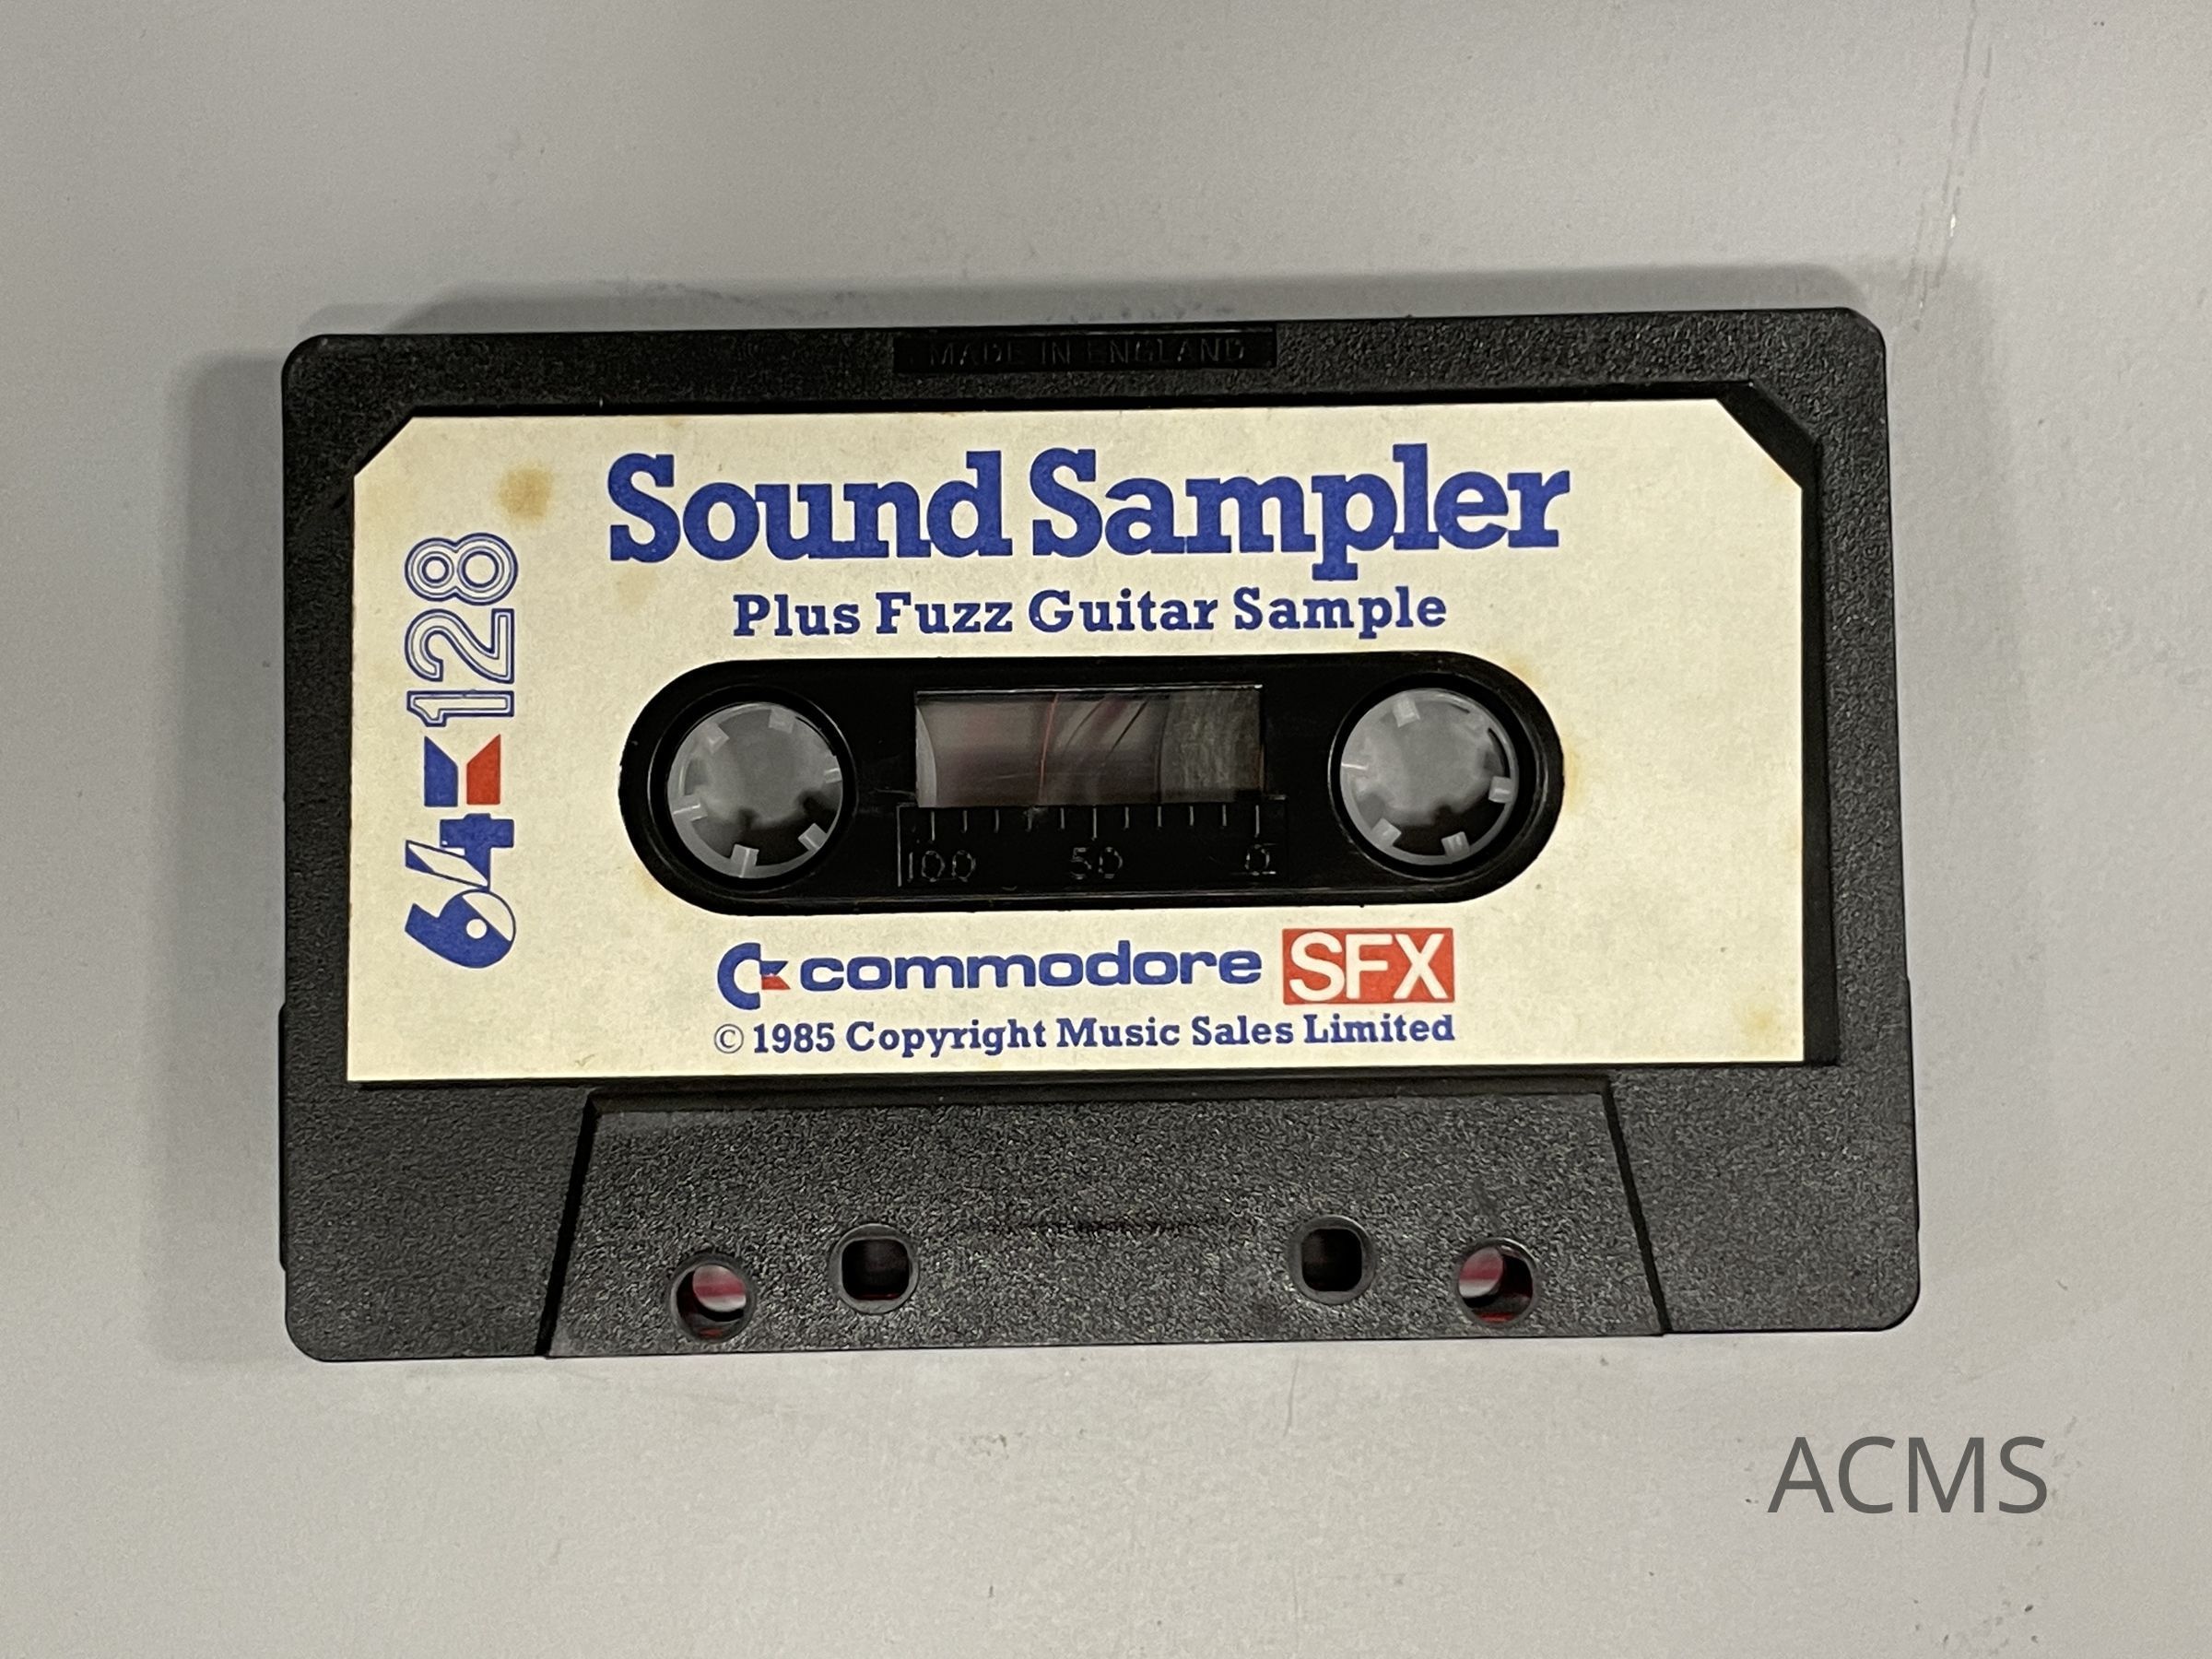 MADE IN ENGLAND
Sound Sampler
Plus Fuzz Guitar Sample
64 128
100 50 0
commodore SFX
© 1985 Copyright Music Sales Limited
ACMS